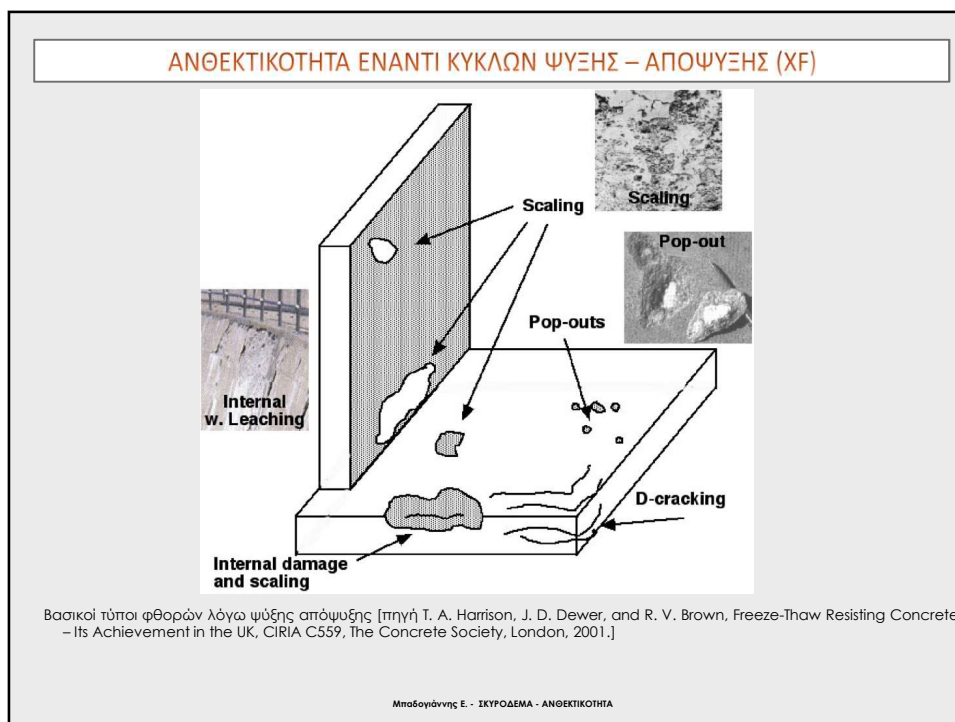 ΑΝΘΕΚΤΙΚΟΤΗΤΑ ΕΝΑΝΤΙ ΚΥΚΛΩΝ ΨΥΞΗΣ – ΑΠΟΨΥΞΗΣ (XF)
Scaling
Scaling
Pop-out
Pop-outs
Internal
w. Leaching
D-cracking
Internal damage
and scaling
Βασικοί τύποι φθορών λόγω ψύξης απόψυξης [πηγή T. A. Harrison, J. D. Dewer, and R. V. Brown, Freeze-Thaw Resisting Concrete
– Its Achievement in the UK, CIRIA C559, The Concrete Society, London, 2001.]
Μπαδογιάννης Ε. - ΣΚΥΡΟΔΕΜΑ - ΑΝΘΕΚΤΙΚΟΤΗΤΑ